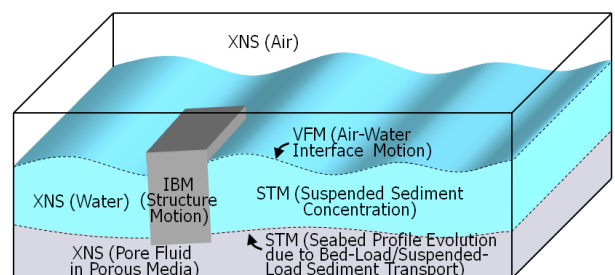 XNS (Air)
VFM (Air-Water
Interface Motion)
XNS (Water)
IBM
(Structure
Motion)
STM (Suspended Sediment
Concentration)
XNS (Pore Fluid
in Porous Media)
STM (Seabed Profile Evolution
due to Bed-Load/Suspended-
Load Sediment Transport)